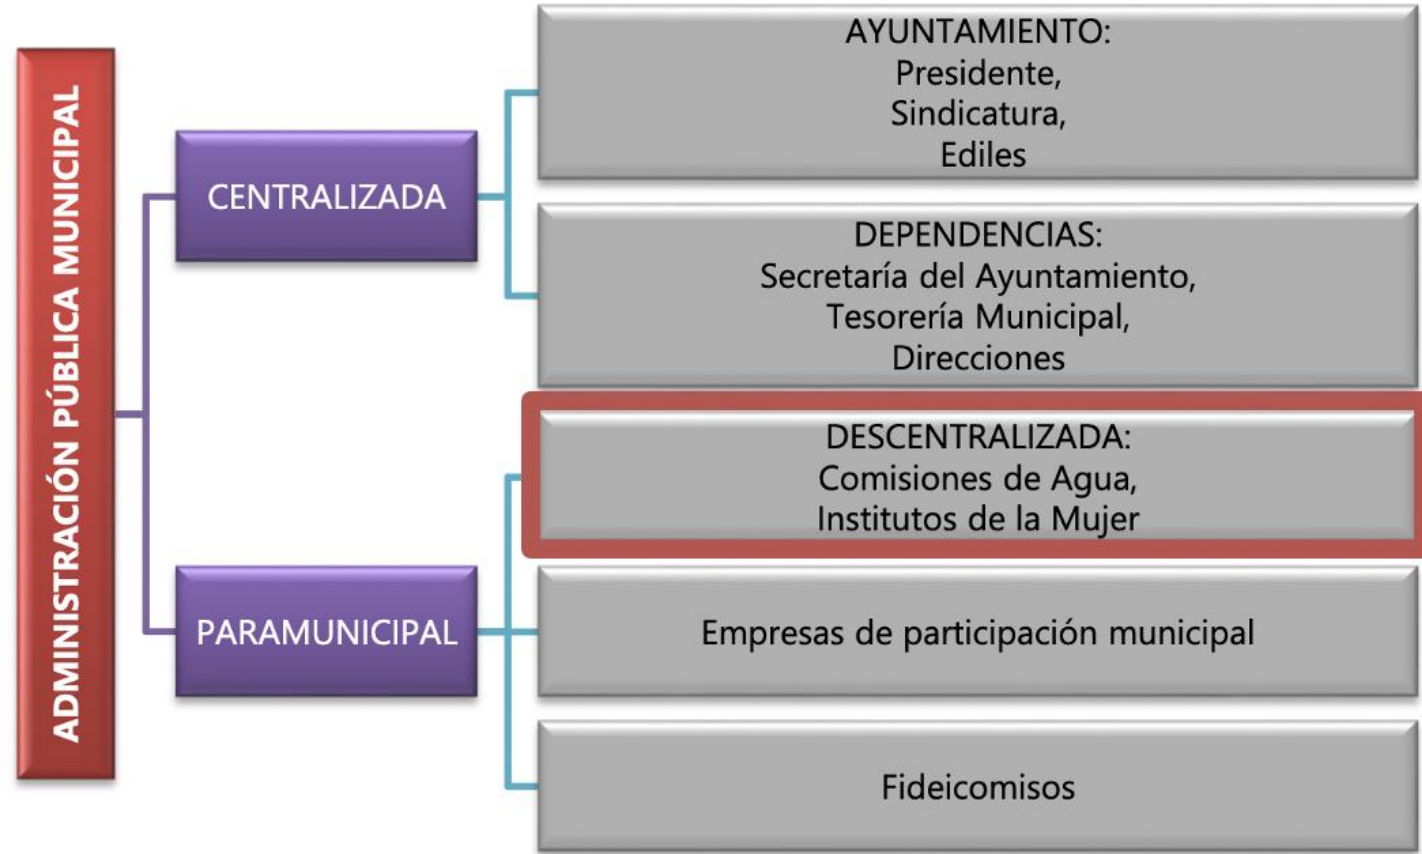 ADMINISTRACIÓN PÚBLICA MUNICIPAL
CENTRALIZADA
AYUNTAMIENTO:
Presidente,
Sindicatura,
Ediles
DEPENDENCIAS:
Secretaría del Ayuntamiento,
Tesorería Municipal,
Direcciones
PARAMUNICIPAL
DESCENTRALIZADA:
Comisiones de Agua,
Institutos de la Mujer
Empresas de participación municipal
Fideicomisos